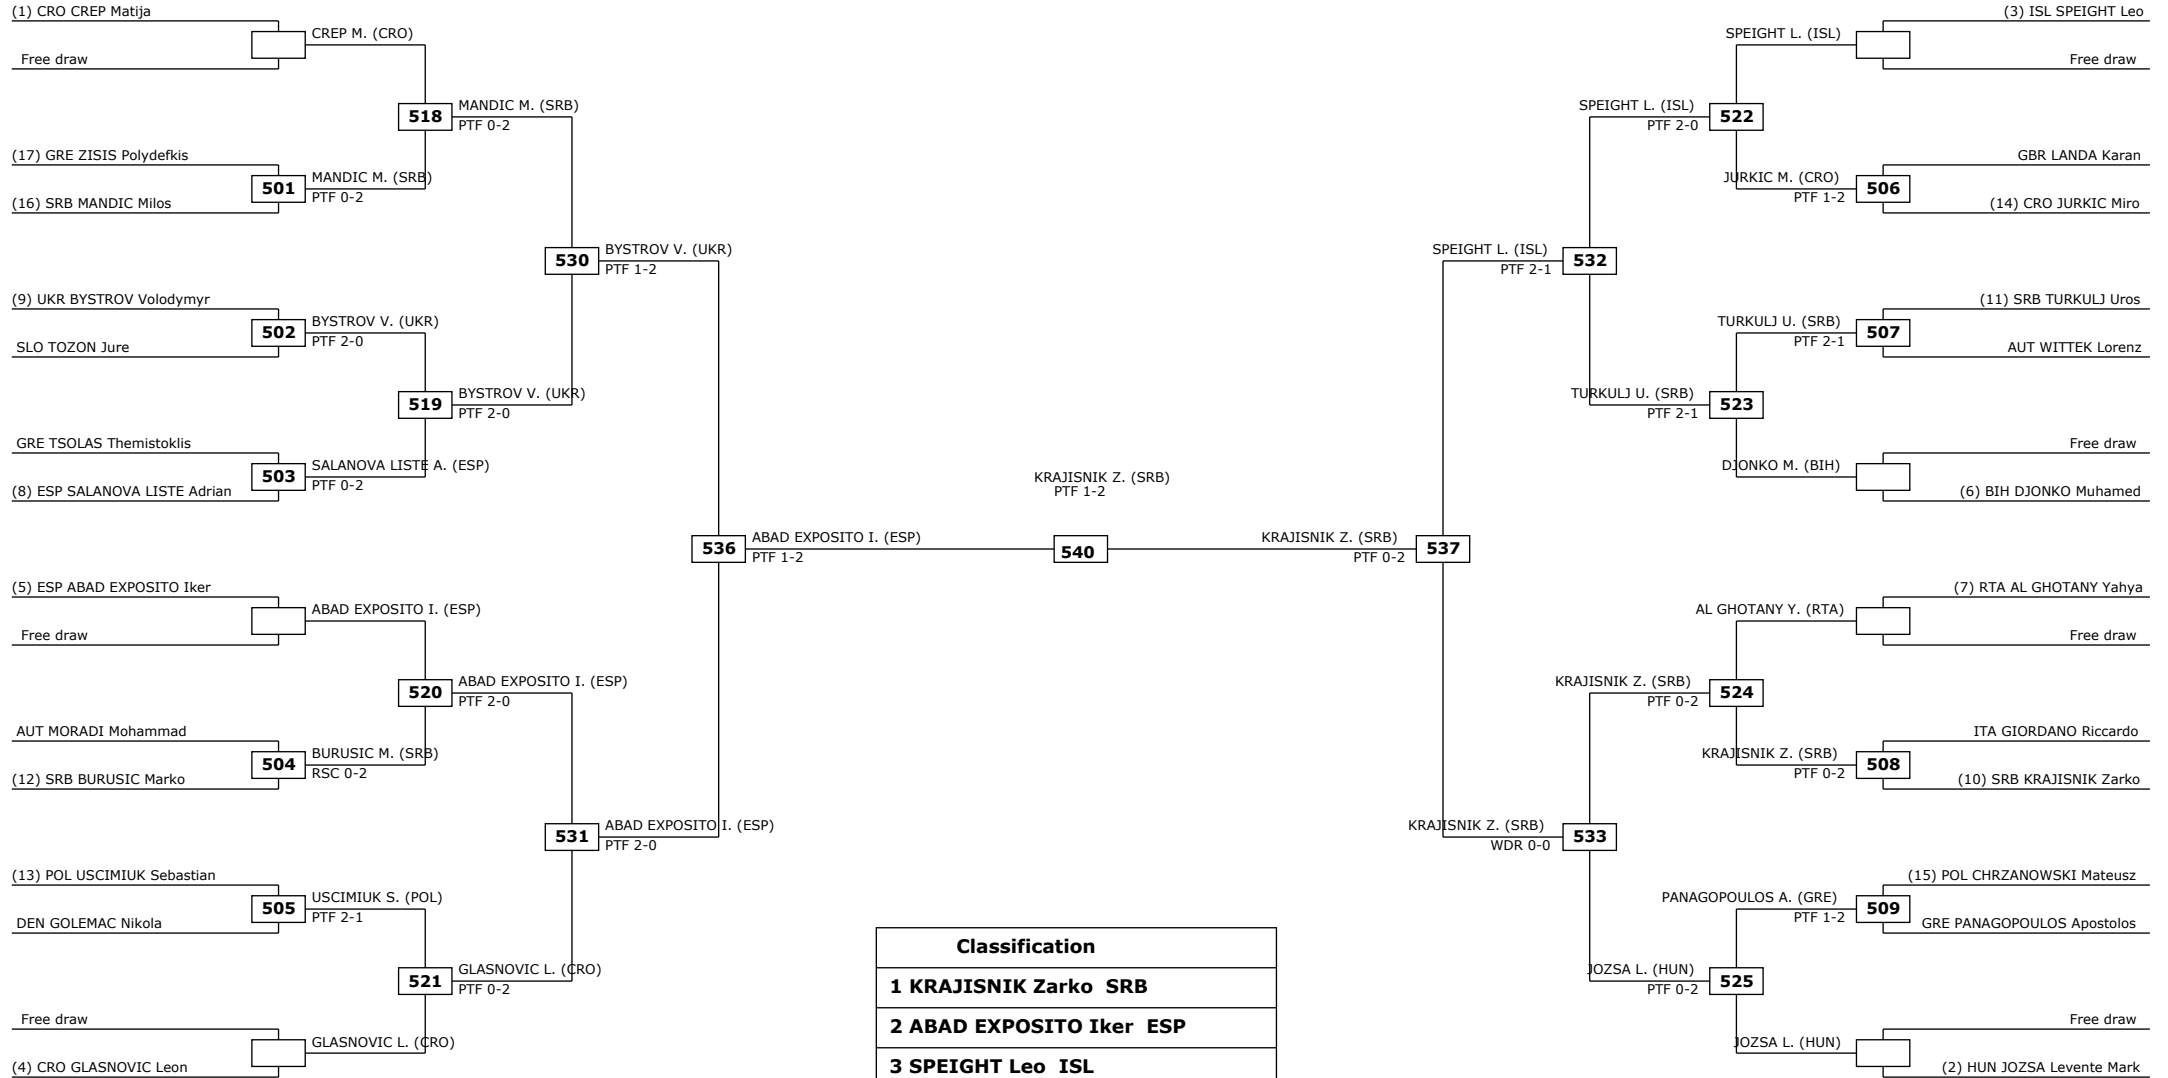 (1) CRO CREP Matija
CREP M. (CRO)
Free draw
518
MANDIC M. (SRB)
PTF 0-2
(17) GRE ZISIS Polydefkis
501
MANDIC M. (SRB)
PTF 0-2
(16) SRB MANDIC Milos
530
BYSTROV V. (UKR)
PTF 1-2
(9) UKR BYSTROV Volodymyr
502
BYSTROV V. (UKR)
PTF 2-0
SLO TOZON Jure
519
BYSTROV V. (UKR)
PTF 2-0
GRE TSOLAS Themistoklis
503
SALANOVA LISTE A. (ESP)
PTF 0-2
(8) ESP SALANOVA LISTE Adrian
536
ABAD EXPOSITO I. (ESP)
PTF 1-2
(5) ESP ABAD EXPOSITO Iker
ABAD EXPOSITO I. (ESP)
Free draw
520
ABAD EXPOSITO I. (ESP)
PTF 2-0
AUT MORADI Mohammad
504
BURUSIC M. (SRB)
RSC 0-2
(12) SRB BURUSIC Marko
531
ABAD EXPOSITO I. (ESP)
PTF 2-0
(13) POL USCIMIUK Sebastian
505
USCIMIUK S. (POL)
PTF 2-1
DEN GOLEMAC Nikola
521
GLASNOVIC L. (CRO)
PTF 0-2
Free draw
GLASNOVIC L. (CRO)
(4) CRO GLASNOVIC Leon
KRAJISNIK Z. (SRB)
PTF 1-2
540
Classification
1 KRAJISNIK Zarko SRB
2 ABAD EXPOSITO Iker ESP
3 SPEIGHT Leo ISL
(3) ISL SPEIGHT Leo
SPEIGHT L. (ISL)
Free draw
SPEIGHT L. (ISL)
PTF 2-0
522
GBR LANDA Karan
JURKIC M. (CRO)
PTF 1-2
506
(14) CRO JURKIC Miro
SPEIGHT L. (ISL)
PTF 2-1
532
(11) SRB TURKULJ Uros
TURKULJ U. (SRB)
PTF 2-1
507
AUT WITTEK Lorenz
TURKULJ U. (SRB)
PTF 2-1
523
Free draw
DJONKO M. (BIH)
(6) BIH DJONKO Muhamed
KRAJISNIK Z. (SRB)
PTF 0-2
537
(7) RTA AL GHOTANY Yahya
AL GHOTANY Y. (RTA)
Free draw
KRAJISNIK Z. (SRB)
PTF 0-2
524
ITA GIORDANO Riccardo
KRAJISNIK Z. (SRB)
PTF 0-2
508
(10) SRB KRAJISNIK Zarko
KRAJISNIK Z. (SRB)
WDR 0-0
533
(15) POL CHRZANOWSKI Mateusz
PANAGOPOULOS A. (GRE)
PTF 1-2
509
GRE PANAGOPOULOS Apostolos
JOZSA L. (HUN)
PTF 0-2
525
Free draw
JOZSA L. (HUN)
(2) HUN JOZSA Levente Mark